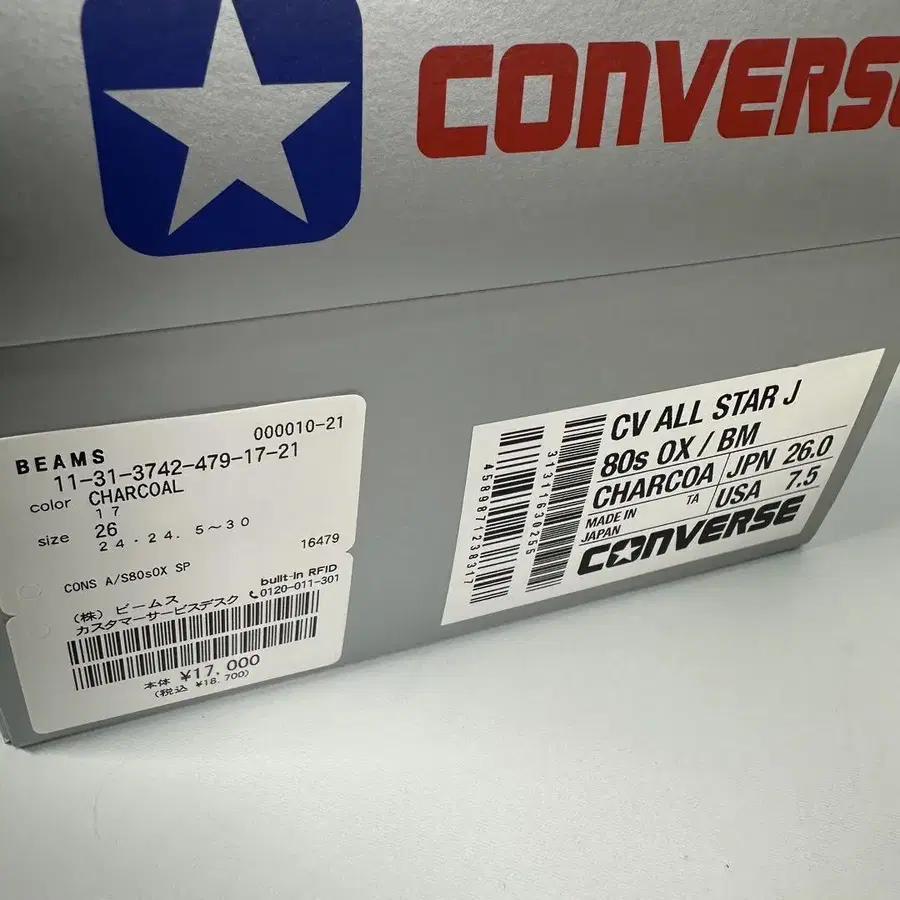 CONVERSE
BEAMS
000010-21
11-31-3742-479-17-21
color CHARCOAL
17
size 26
24・24.5～30
16479
CONS A/S80sOX SP
built-in RFID
(株) ビームス
カスタマーサービスデスク 0120-011-301
本体 ¥17,000
(税込 ¥18,700)
4589871238317
3131163025
CV ALL STAR J
80s OX / BM
CHARCOA
JPN 26.0
TA
USA 7.5
MADE IN
JAPAN
CONVERSE